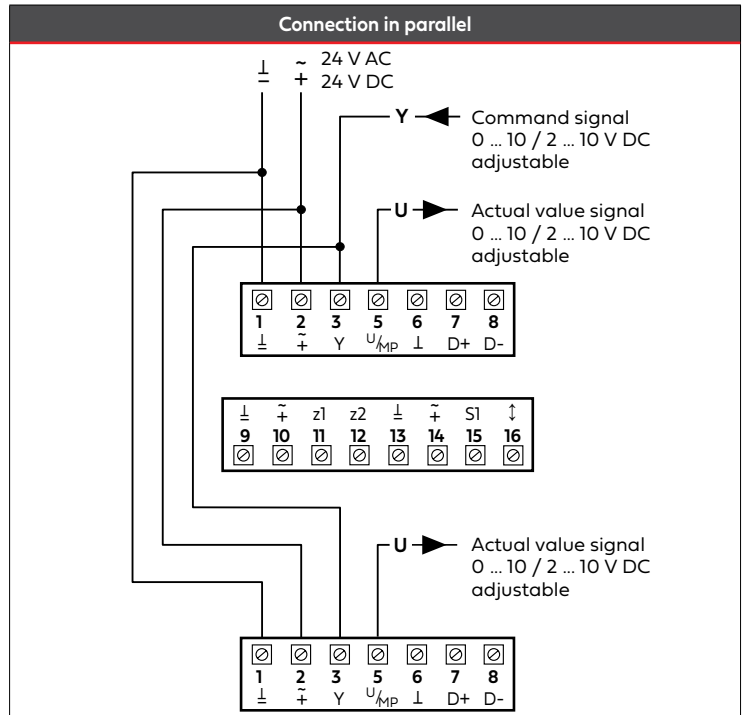 Connection in parallel
⊥ ~ 24 V AC
− + 24 V DC
Y Command signal
0 ... 10 / 2 ... 10 V DC
adjustable
U Actual value signal
0 ... 10 / 2 ... 10 V DC
adjustable
1 2 3 5 6 7 8
⊥ ~+ Y U/MP ⊥ D+ D-
⊥ ~+ z1 z2 ⊥ ~+ S1 ↕
9 10 11 12 13 14 15 16
U Actual value signal
0 ... 10 / 2 ... 10 V DC
adjustable
1 2 3 5 6 7 8
⊥ ~+ Y U/MP ⊥ D+ D-